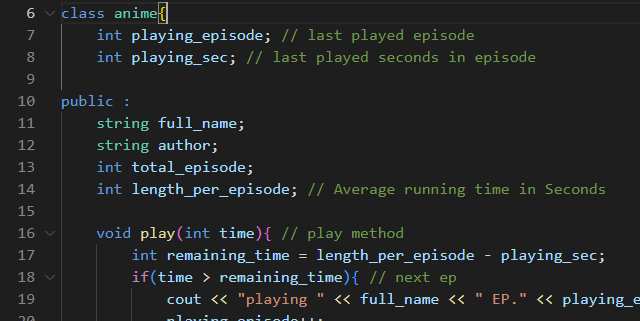 6 class anime{
7 int playing_episode; // last played episode
8 int playing_sec; // last played seconds in episode
9
10 public :
11 string full_name;
12 string author;
13 int total_episode;
14 int length_per_episode; // Average running time in Seconds
15
16 void play(int time){ // play method
17 int remaining_time = length_per_episode - playing_sec;
18 if(time > remaining_time){ // next ep
19 cout << "playing " << full_name << " EP." << playing_e
20 playing_episode++;